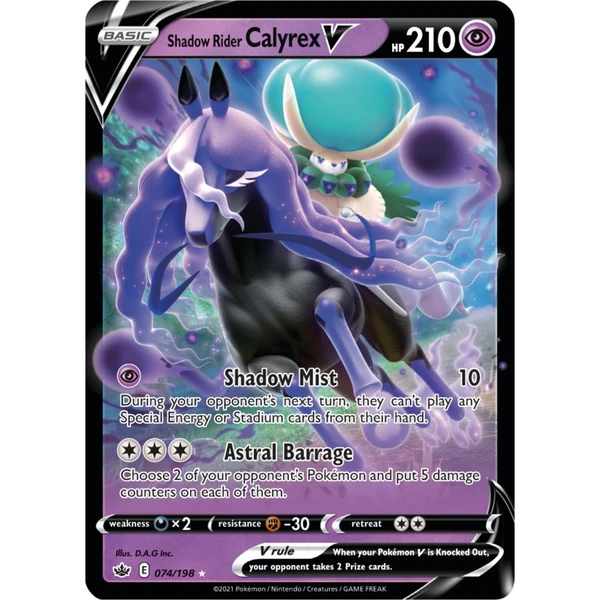 BASIC
Shadow Rider Calyrex V HP 210
Shadow Mist 10
During your opponent's next turn, they can't play any
Special Energy or Stadium cards from their hand.
Astral Barrage
Choose 2 of your opponent's Pokémon and put 5 damage
counters on each of them.
weakness ×2 resistance -30 retreat
Illus. D.A.G Inc.
V rule When your Pokémon V is Knocked Out,
your opponent takes 2 Prize cards.
E 074/198
©2021 Pokémon / Nintendo / Creatures / GAME FREAK